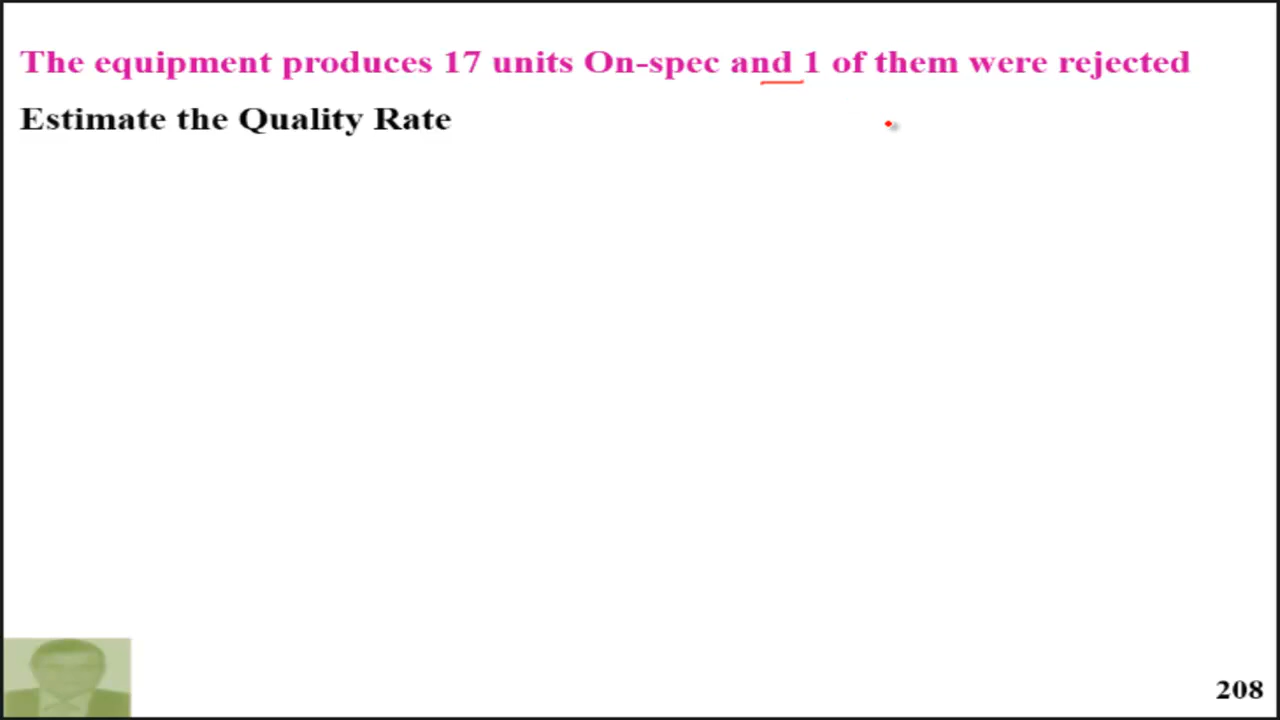 The equipment produces 17 units On-spec and 1 of them were rejected
Estimate the Quality Rate
208